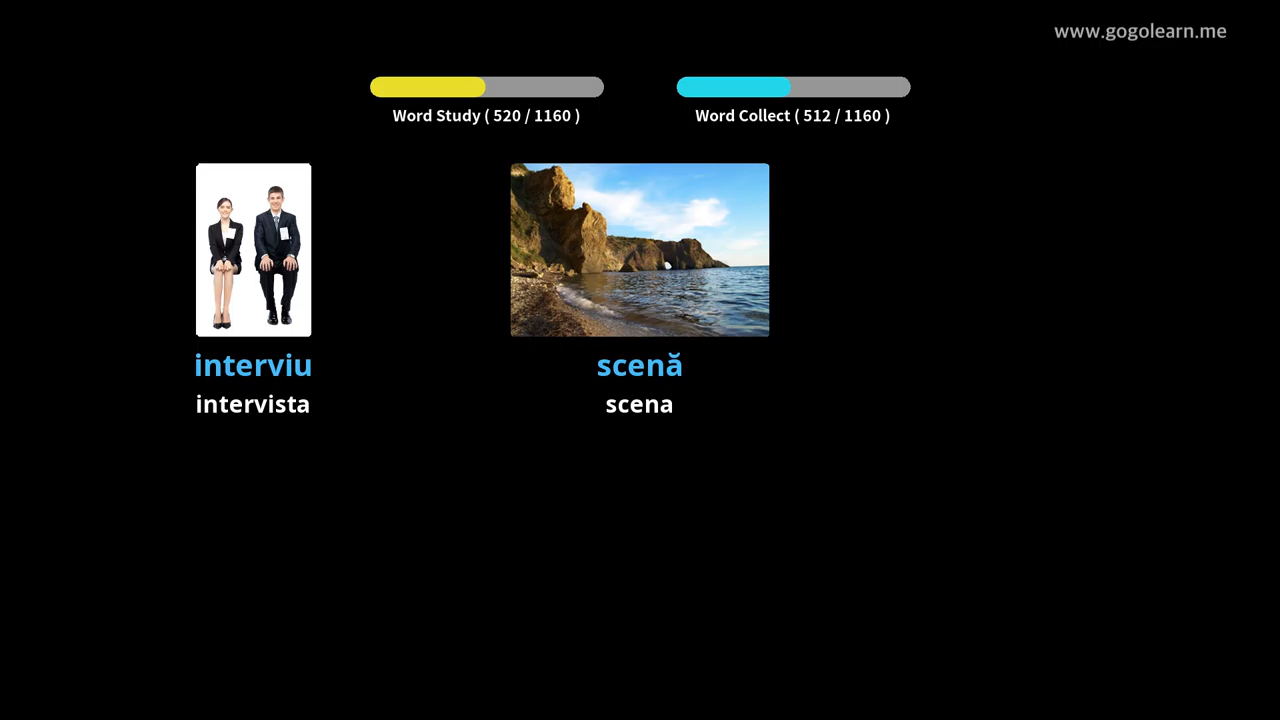 www.gogolearn.me
Word Study ( 520 / 1160 )
Word Collect ( 512 / 1160 )
interviu
intervista
scenă
scena